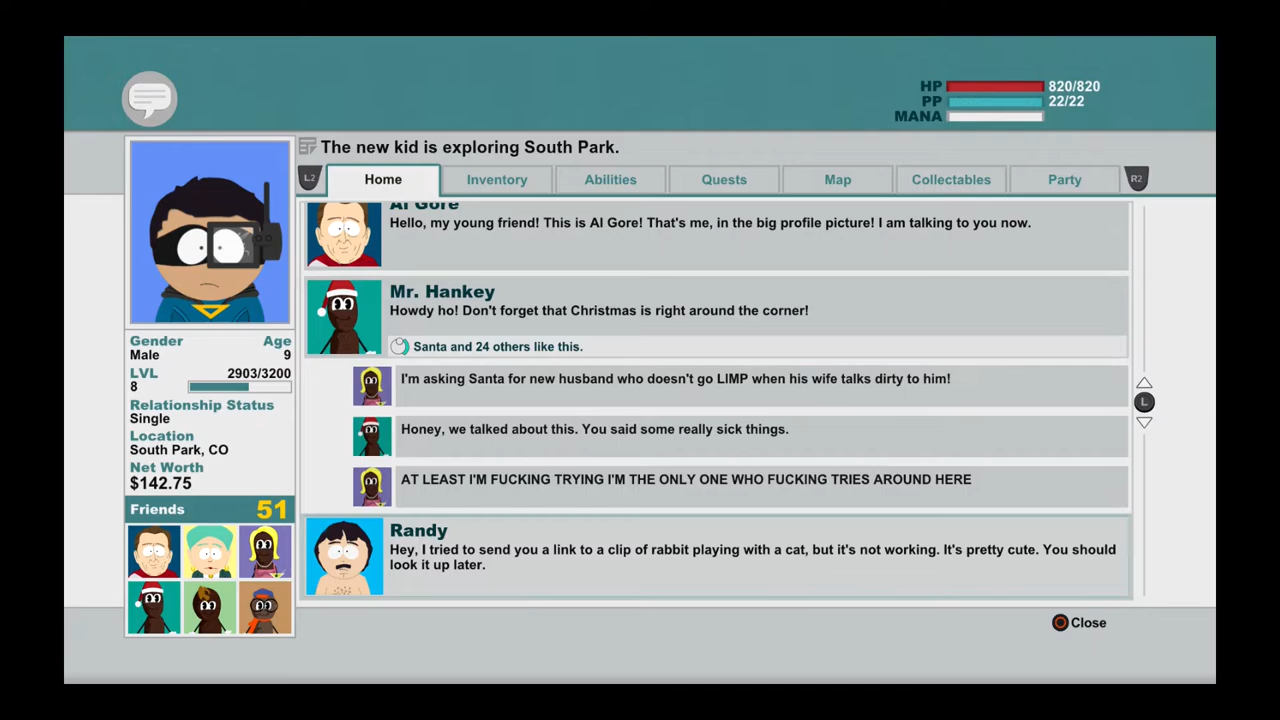 HP 820/820
PP 22/22
MANA
The new kid is exploring South Park.
L2 Home Inventory Abilities Quests Map Collectables Party R2
Al Gore
Hello, my young friend! This is Al Gore! That's me, in the big profile picture! I am talking to you now.
Mr. Hankey
Howdy ho! Don't forget that Christmas is right around the corner!
Santa and 24 others like this.
I'm asking Santa for new husband who doesn't go LIMP when his wife talks dirty to him!
Honey, we talked about this. You said some really sick things.
AT LEAST I'M FUCKING TRYING I'M THE ONLY ONE WHO FUCKING TRIES AROUND HERE
Randy
Hey, I tried to send you a link to a clip of rabbit playing with a cat, but it's not working. It's pretty cute. You should
look it up later.
Gender Age
Male 9
LVL 2903/3200
8
Relationship Status
Single
Location
South Park, CO
Net Worth
$142.75
Friends 51
L
Close